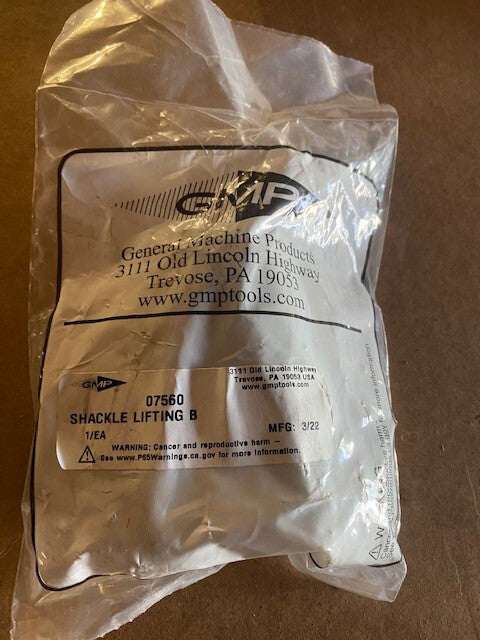 GMP
General Machine Products
3111 Old Lincoln Highway
Trevose, PA 19053
www.gmptools.com
GMP
3111 Old Lincoln Highway
Trevose, PA 19053 USA
www.gmptools.com
07560
SHACKLE LIFTING B
1/EA
MFG: 3/22
WARNING: Cancer and reproductive harm -
See www.P65Warnings.ca.gov for more information.